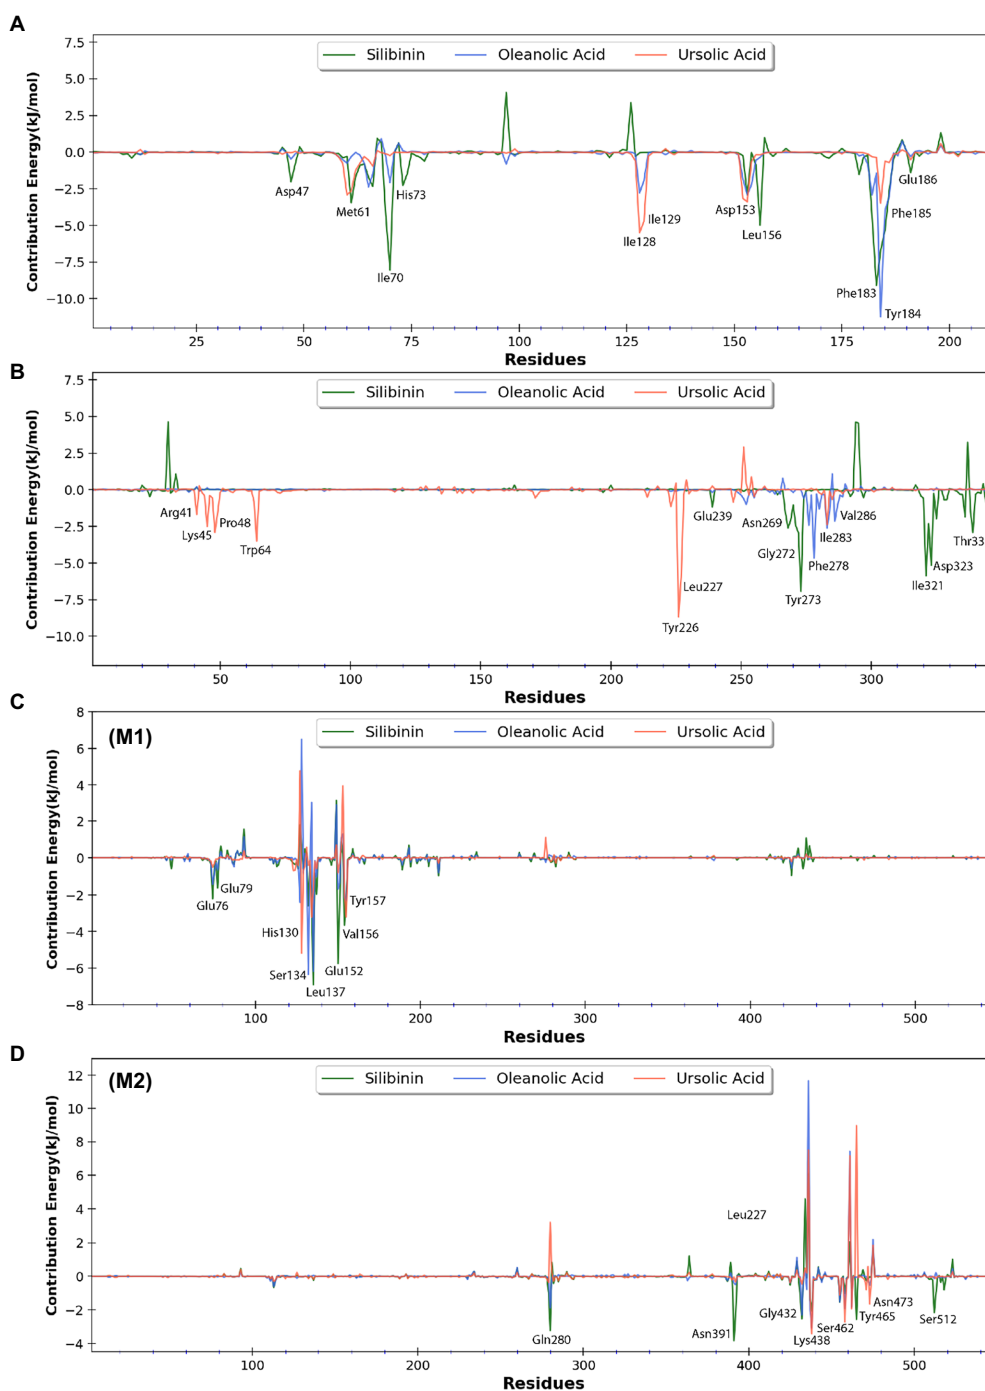 A
7.5
5.0
2.5
0.0
−2.5
−5.0
−7.5
−10.0
Contribution Energy(kJ/mol)
Silibinin Oleanolic Acid Ursolic Acid
Asp47
Met61
Ile70
His73
Ile128
Ile129
Asp153
Leu156
Phe183
Tyr184
Phe185
Glu186
25 50 75 100 125 150 175 200
Residues
B
7.5
5.0
2.5
0.0
−2.5
−5.0
−7.5
−10.0
Contribution Energy(kJ/mol)
Silibinin Oleanolic Acid Ursolic Acid
Arg41
Lys45
Pro48
Trp64
Tyr226
Leu227
Glu239
Asn269
Gly272
Tyr273
Phe278
Ile283
Val286
Ile321
Asp323
Thr33
50 100 150 200 250 300
Residues
C
(M1)
8
6
4
2
0
−2
−4
−6
−8
Contribution Energy(kJ/mol)
Silibinin Oleanolic Acid Ursolic Acid
Glu76
Glu79
His130
Ser134
Leu137
Glu152
Val156
Tyr157
100 200 300 400 500
Residues
D
(M2)
12
10
8
6
4
2
0
−2
−4
Contribution Energy(kJ/mol)
Silibinin Oleanolic Acid Ursolic Acid
Leu227
Gln280
Asn391
Gly432
Lys438
Ser462
Tyr465
Asn473
Ser512
100 200 300 400 500
Residues